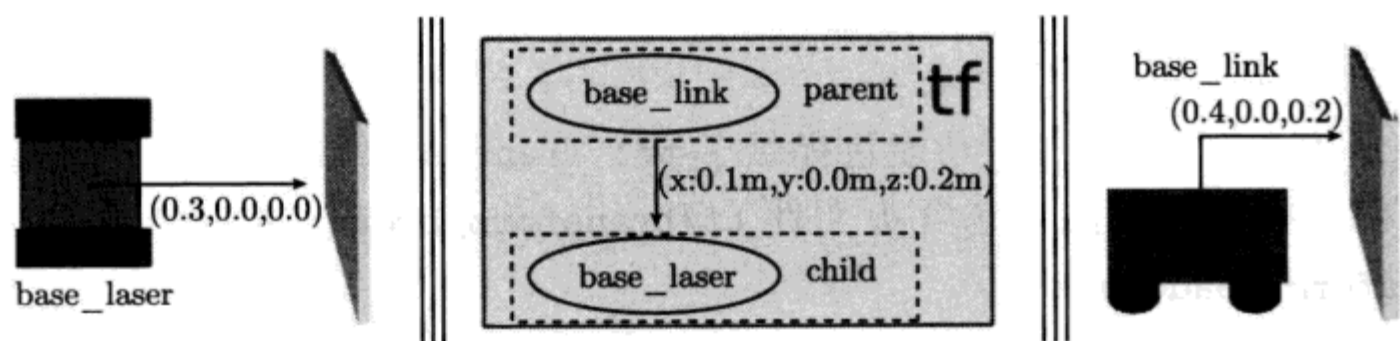 (0.3,0.0,0.0)
base_laser
base_link parent
tf
(x:0.1m,y:0.0m,z:0.2m)
base_laser child
base_link
(0.4,0.0,0.2)